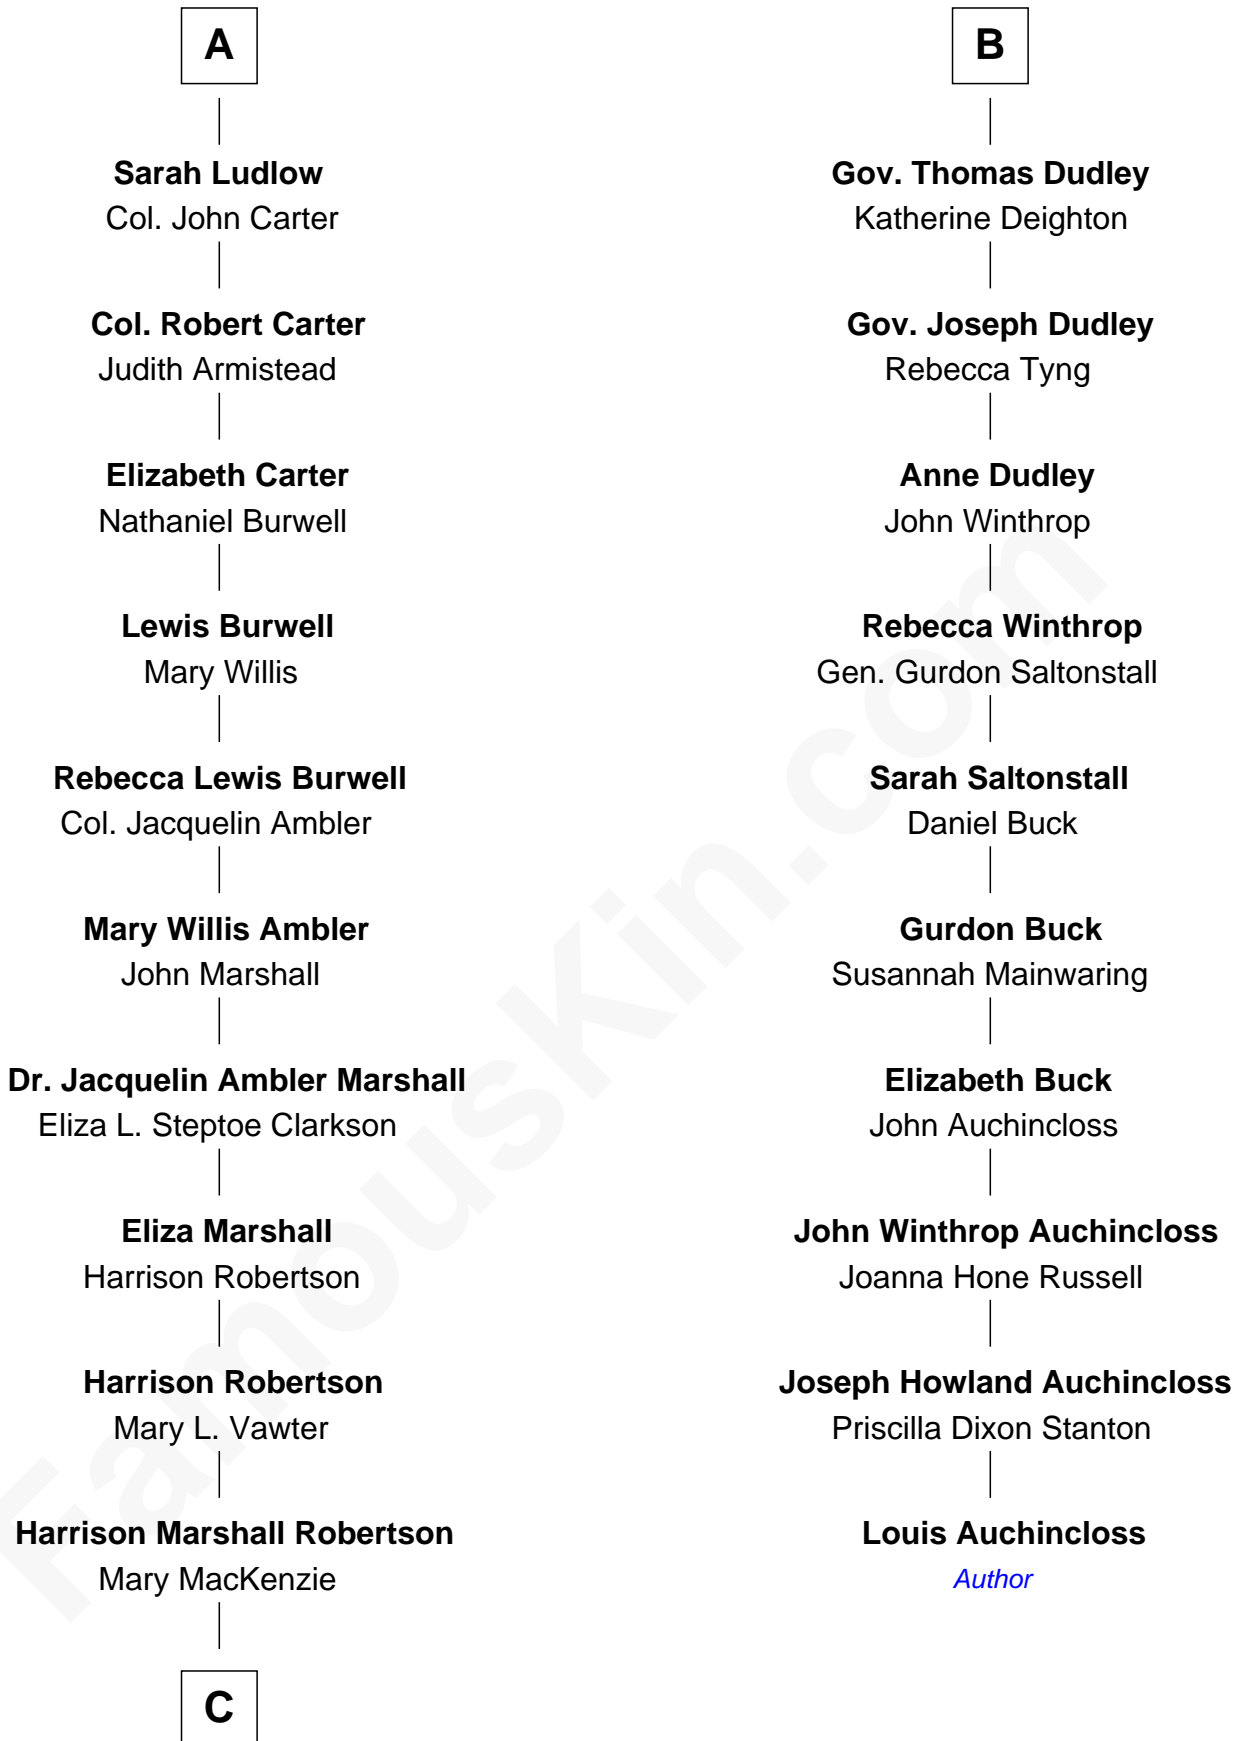 A
Sarah Ludlow
Col. John Carter
Col. Robert Carter
Judith Armistead
Elizabeth Carter
Nathaniel Burwell
Lewis Burwell
Mary Willis
Rebecca Lewis Burwell
Col. Jacquelin Ambler
Mary Willis Ambler
John Marshall
Dr. Jacquelin Ambler Marshall
Eliza L. Steptoe Clarkson
Eliza Marshall
Harrison Robertson
Harrison Robertson
Mary L. Vawter
Harrison Marshall Robertson
Mary MacKenzie
C
B
Gov. Thomas Dudley
Katherine Deighton
Gov. Joseph Dudley
Rebecca Tyng
Anne Dudley
John Winthrop
Rebecca Winthrop
Gen. Gurdon Saltonstall
Sarah Saltonstall
Daniel Buck
Gurdon Buck
Susannah Mainwaring
Elizabeth Buck
John Auchincloss
John Winthrop Auchincloss
Joanna Hone Russell
Joseph Howland Auchincloss
Priscilla Dixon Stanton
Louis Auchincloss
Author
FamousKin.com